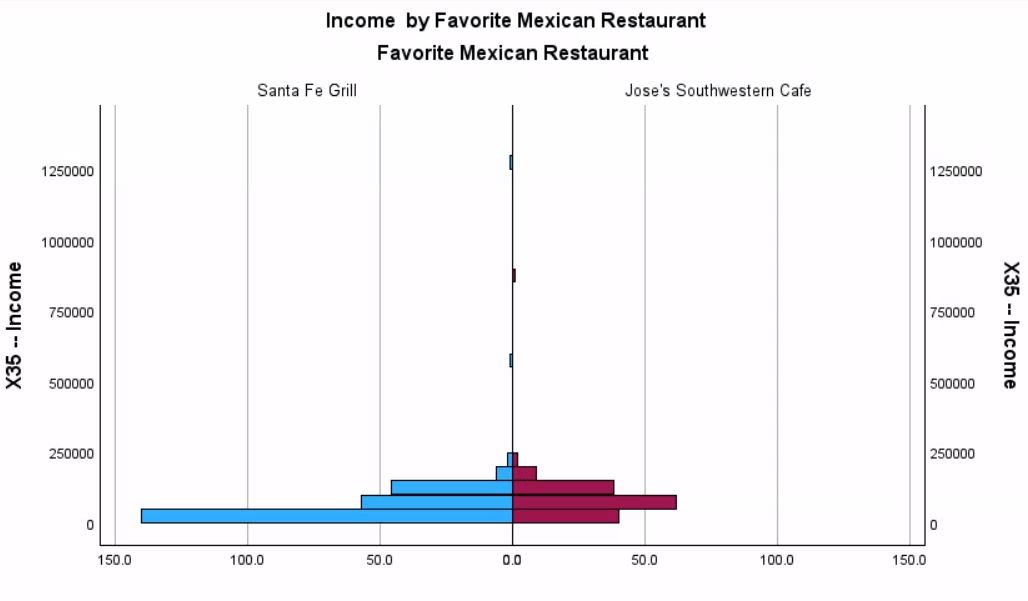 Income  by Favorite Mexican Restaurant
Favorite Mexican Restaurant
Santa Fe Grill
Jose's Southwestern Cafe
X35 -- Income
1250000
1000000
750000
500000
250000
0
1250000
1000000
750000
500000
250000
0
X35 -- Income
150.0 100.0 50.0 0.0 50.0 100.0 150.0